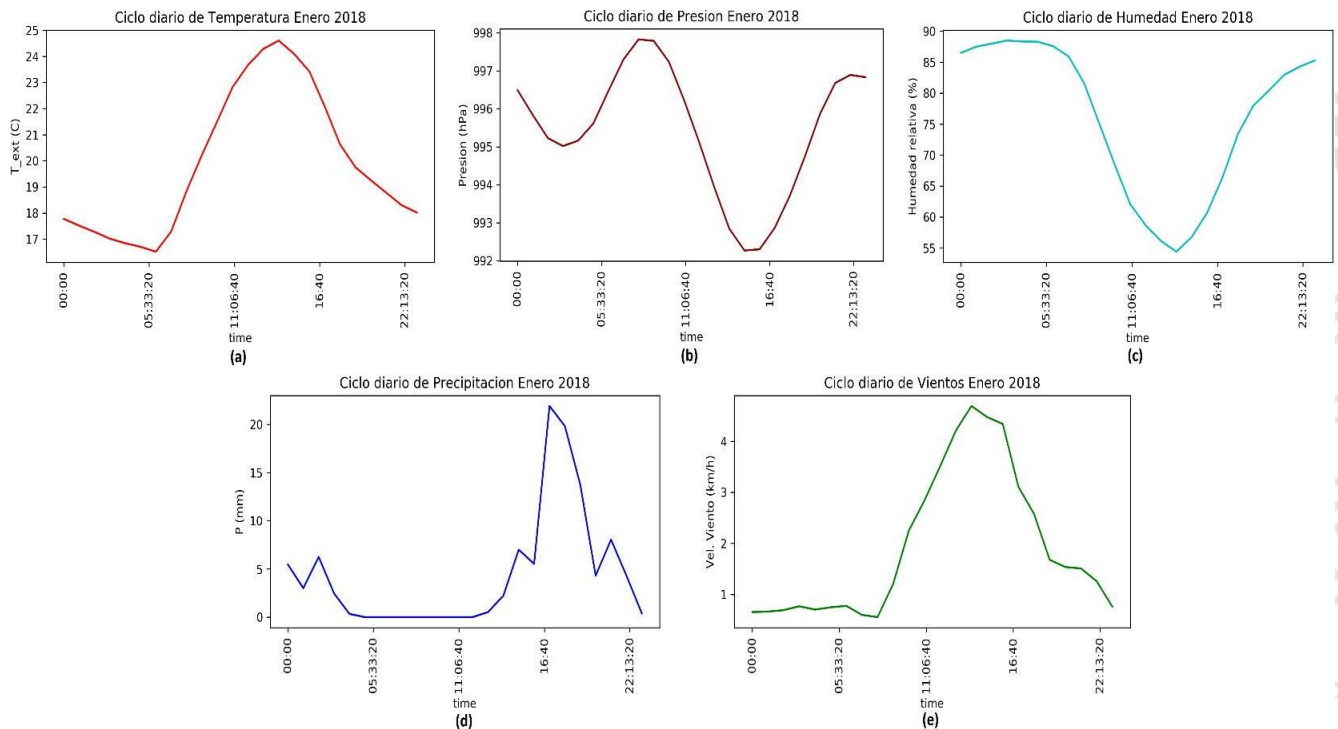 Ciclo diario de Temperatura Enero 2018
T_ext (C)
25
24
23
22
21
20
19
18
17
00:00
05:33:20
11:06:40
16:40
22:13:20
time
(a)
Ciclo diario de Presion Enero 2018
Presion (hPa)
998
997
996
995
994
993
992
00:00
05:33:20
11:06:40
16:40
22:13:20
time
(b)
Ciclo diario de Humedad Enero 2018
Humedad relativa (%)
90
85
80
75
70
65
60
55
00:00
05:33:20
11:06:40
16:40
22:13:20
time
(c)
Ciclo diario de Precipitacion Enero 2018
P (mm)
20
15
10
5
0
00:00
05:33:20
11:06:40
16:40
22:13:20
time
(d)
Ciclo diario de Vientos Enero 2018
Vel. Viento (km/h)
4
3
2
1
00:00
05:33:20
11:06:40
16:40
22:13:20
time
(e)